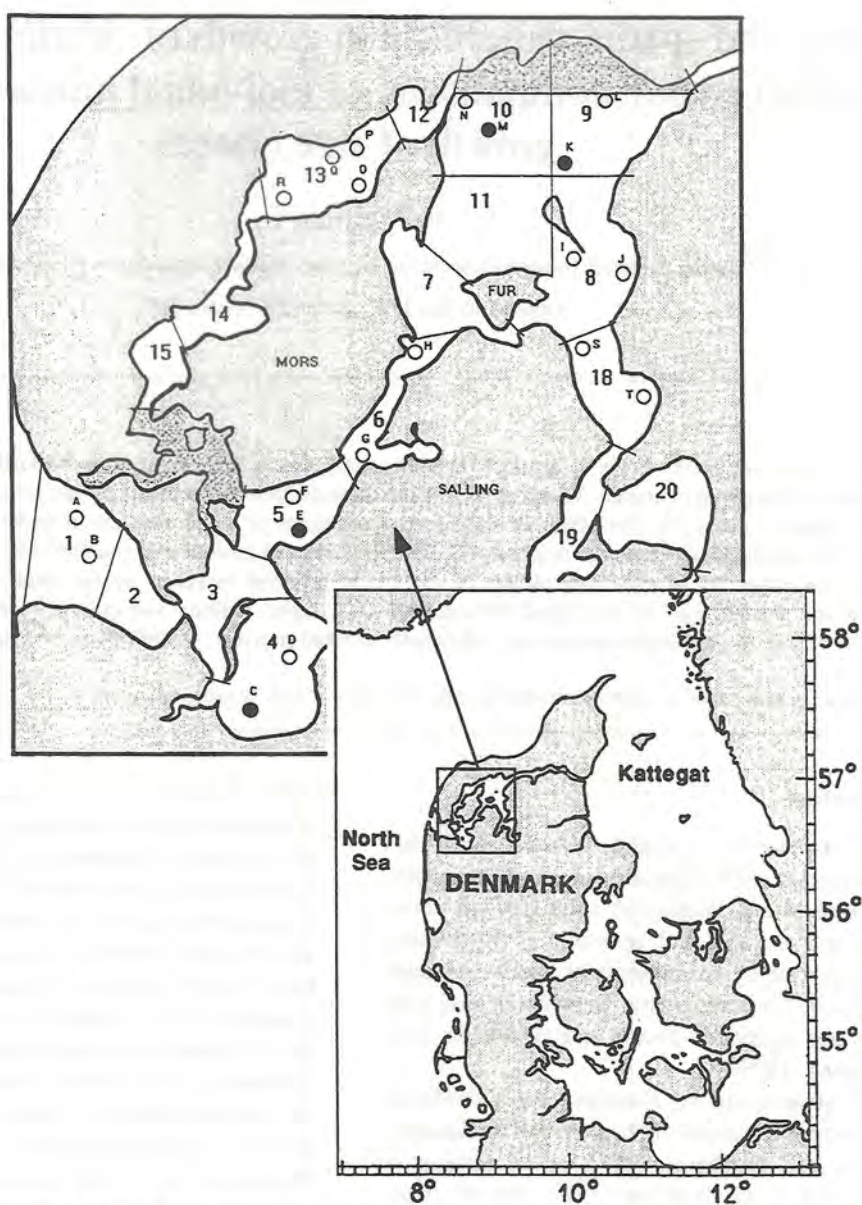 12
N
10
9
L
M
P
K
13
Q
R
O
11
I
J
8
7
FUR
14
15
MORS
H
S
18
T
6
G
SALLING
F
5
E
20
A
1
B
19
2
3
4
D
C
58°
57°
Kattegat
North
Sea
DENMARK
56°
55°
8°
10°
12°